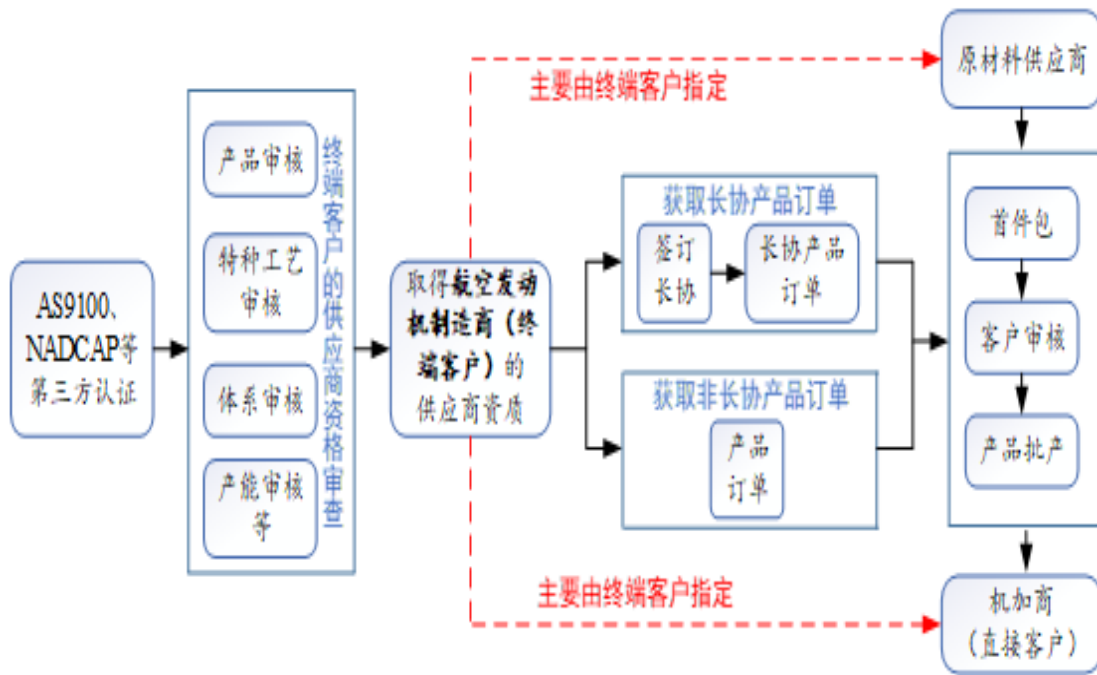 AS9100、
NADCAP等
第三方认证
产品审核
特种工艺
审核
体系审核
产能审核
等
终端客户的供应商资格审查
取得航空发动
机制造商（终
端客户）的
供应商资质
主要由终端客户指定
获取长协产品订单
签订
长协
长协产品
订单
获取非长协产品订单
产品
订单
主要由终端客户指定
原材料供应商
首件包
客户审核
产品批产
机加商
（直接客户）